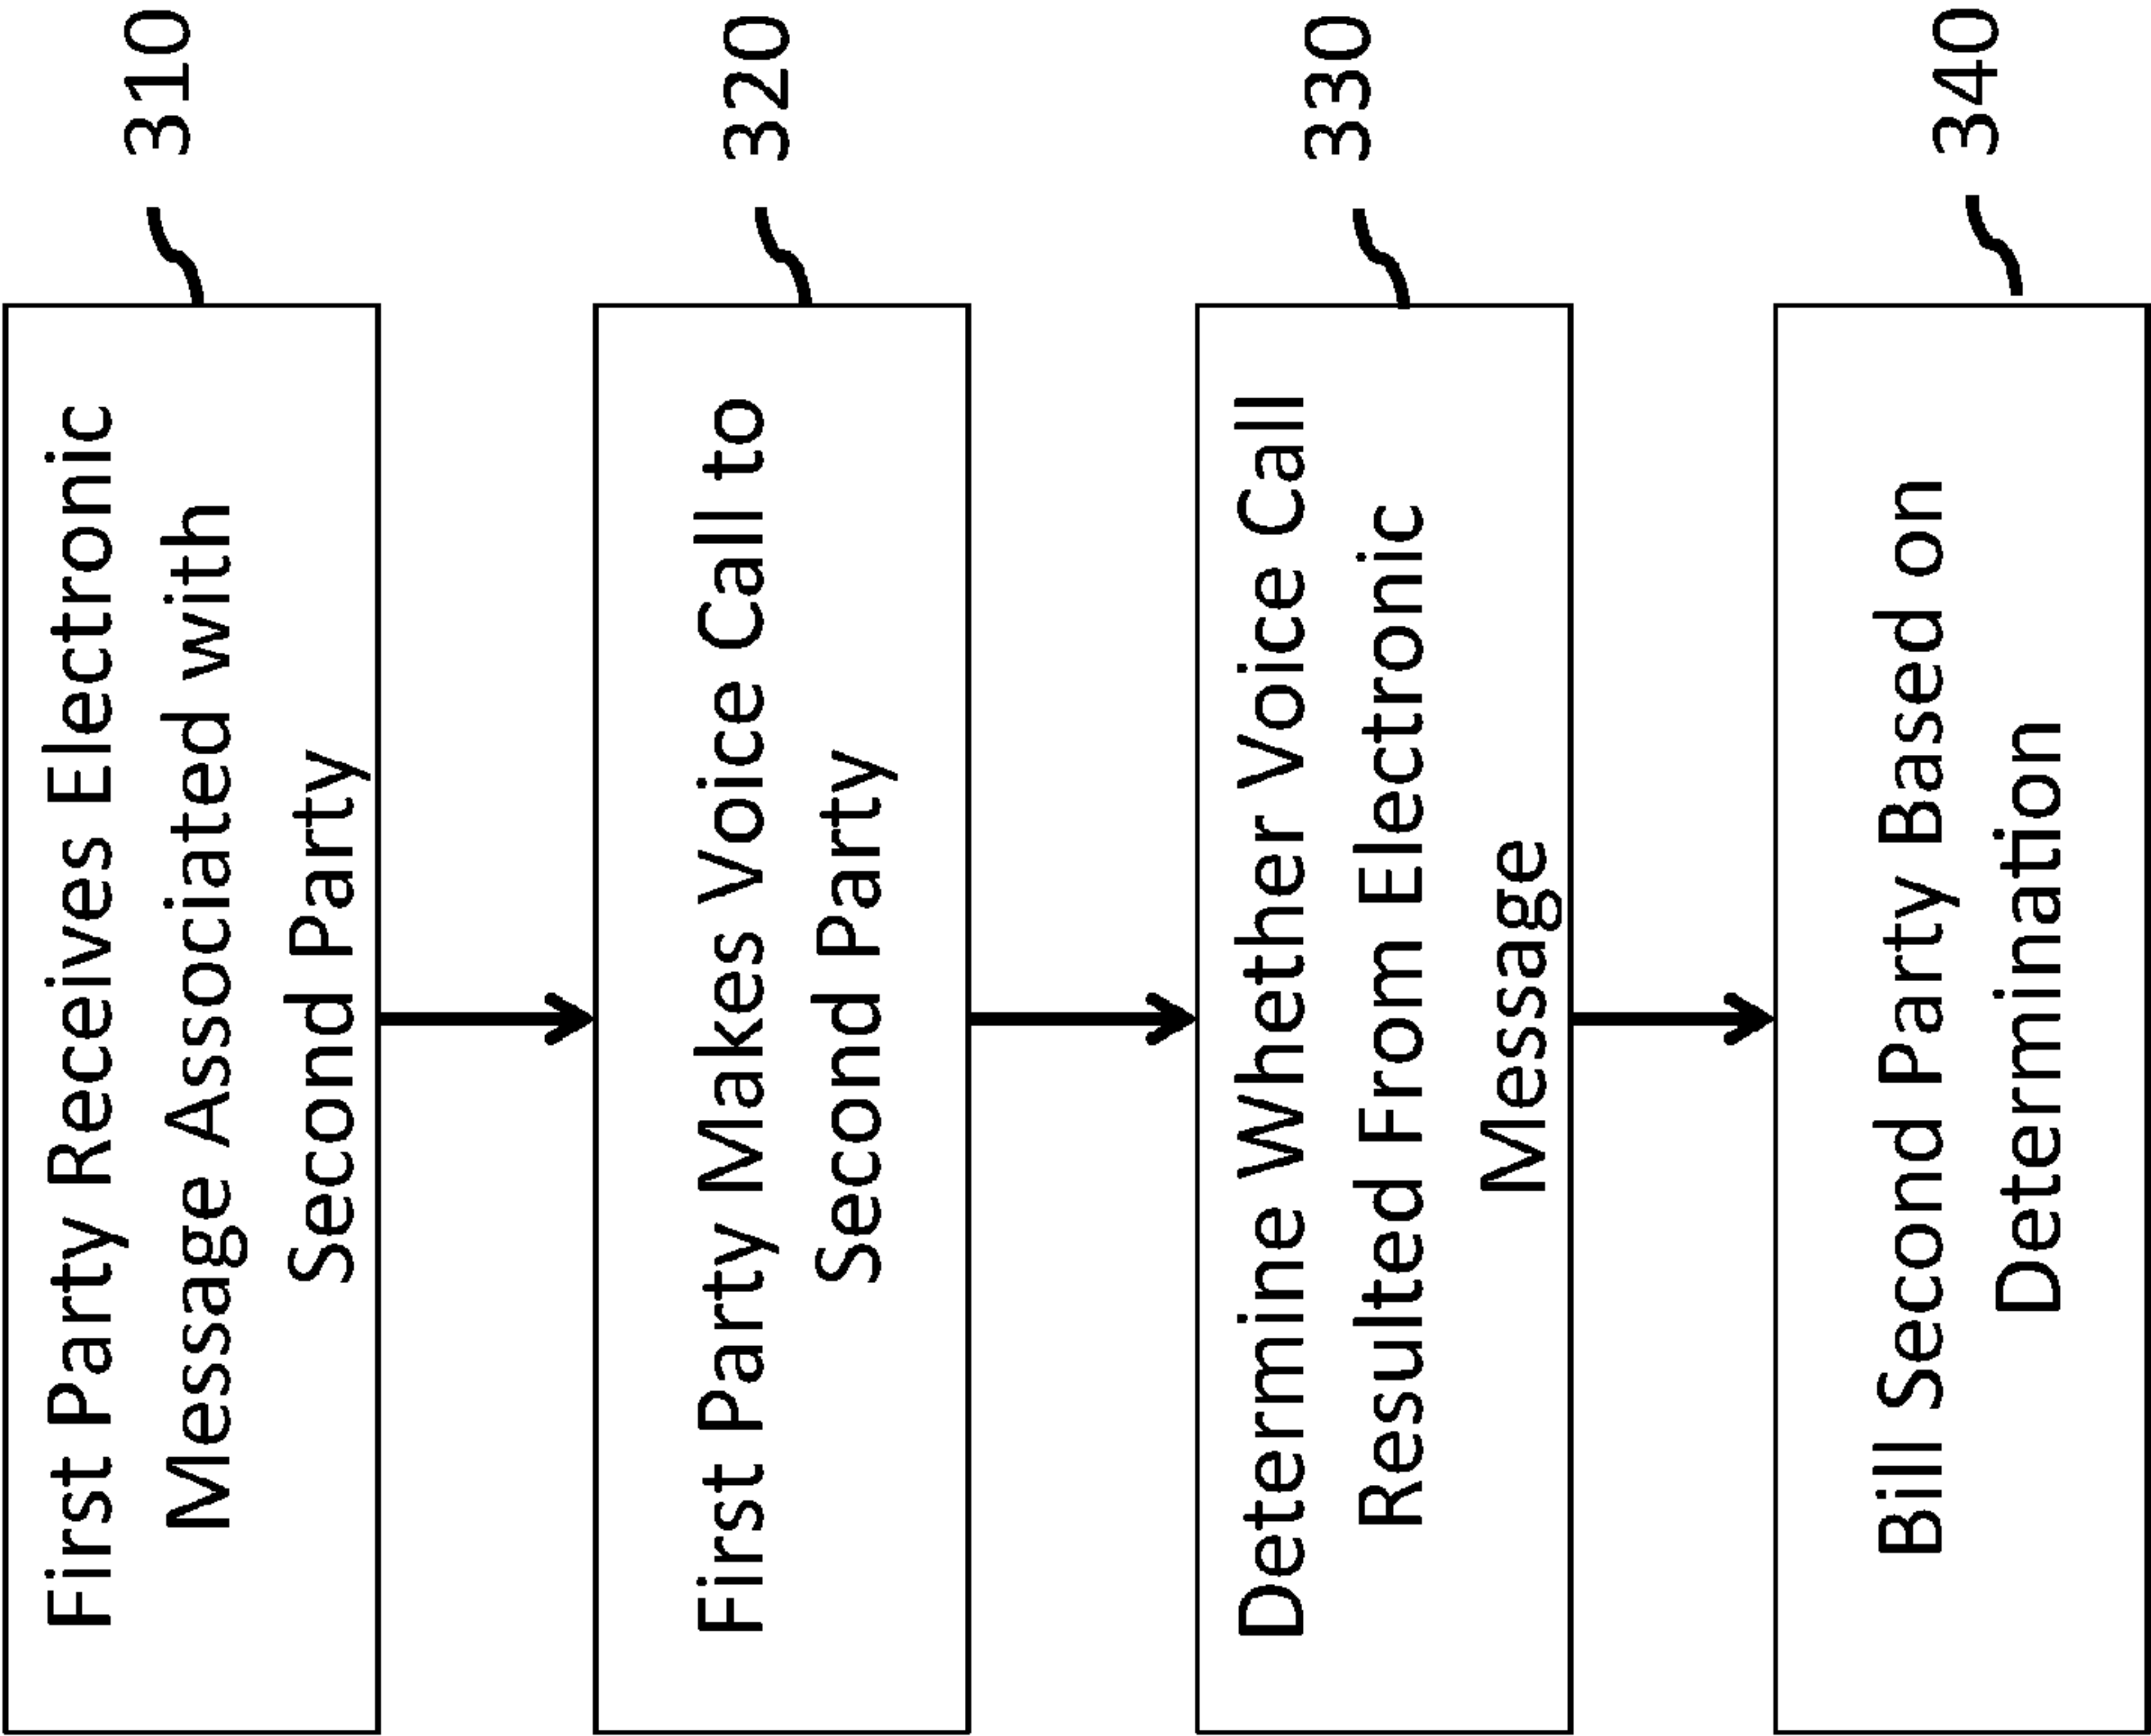 First Party Receives Electronic
Message Associated with
Second Party
310
First Party Makes Voice Call to
Second Party
320
Determine Whether Voice Call
Resulted From Electronic
Message
330
Bill Second Party Based on
Determination
340